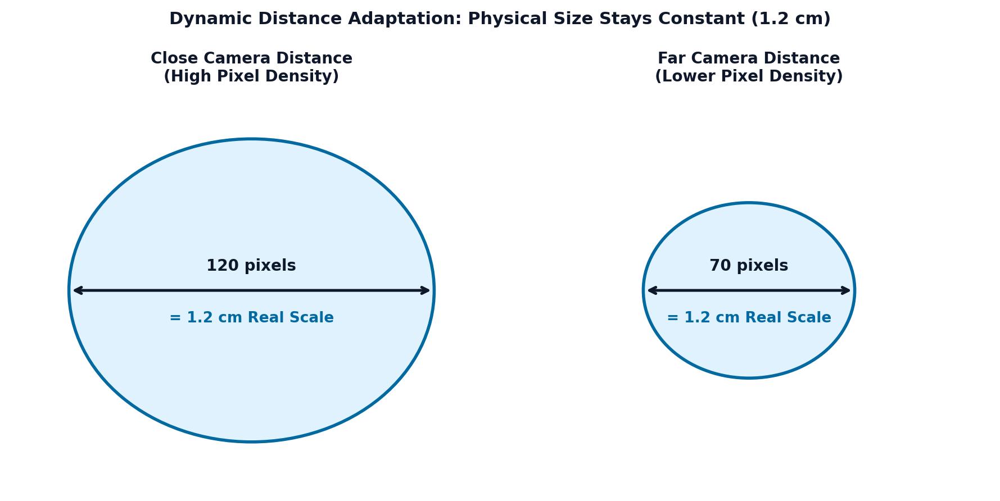 Dynamic Distance Adaptation: Physical Size Stays Constant (1.2 cm)
Close Camera Distance
(High Pixel Density)
120 pixels
= 1.2 cm Real Scale
Far Camera Distance
(Lower Pixel Density)
70 pixels
= 1.2 cm Real Scale